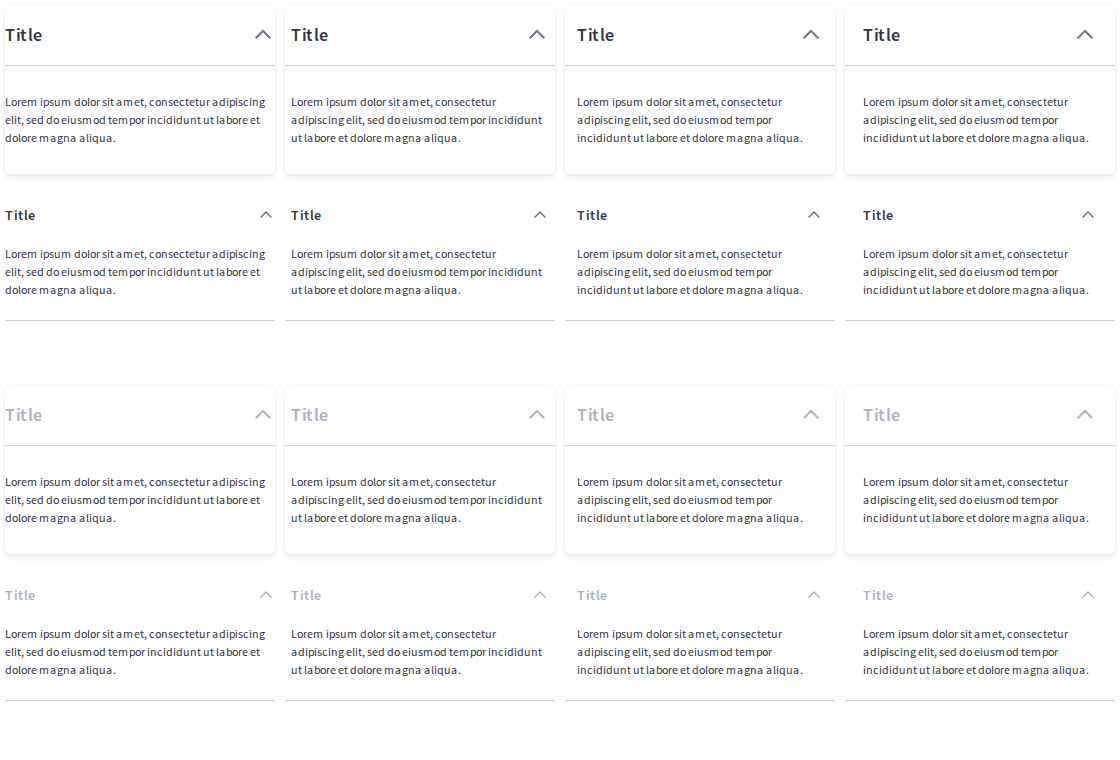 Title
Title
Title
Title
Lorem ipsum dolor sit amet, consectetur adipiscing
elit, sed do eiusmod tempor incididunt ut labore et
dolore magna aliqua.
Lorem ipsum dolor sit amet, consectetur
adipiscing elit, sed do eiusmod tempor incididunt
ut labore et dolore magna aliqua.
Lorem ipsum dolor sit amet, consectetur
adipiscing elit, sed do eiusmod tempor
incididunt ut labore et dolore magna aliqua.
Lorem ipsum dolor sit amet, consectetur
adipiscing elit, sed do eiusmod tempor
incididunt ut labore et dolore magna aliqua.
Title
Title
Title
Title
Lorem ipsum dolor sit amet, consectetur adipiscing
elit, sed do eiusmod tempor incididunt ut labore et
dolore magna aliqua.
Lorem ipsum dolor sit amet, consectetur
adipiscing elit, sed do eiusmod tempor incididunt
ut labore et dolore magna aliqua.
Lorem ipsum dolor sit amet, consectetur
adipiscing elit, sed do eiusmod tempor
incididunt ut labore et dolore magna aliqua.
Lorem ipsum dolor sit amet, consectetur
adipiscing elit, sed do eiusmod tempor
incididunt ut labore et dolore magna aliqua.
Title
Title
Title
Title
Lorem ipsum dolor sit amet, consectetur adipiscing
elit, sed do eiusmod tempor incididunt ut labore et
dolore magna aliqua.
Lorem ipsum dolor sit amet, consectetur
adipiscing elit, sed do eiusmod tempor incididunt
ut labore et dolore magna aliqua.
Lorem ipsum dolor sit amet, consectetur
adipiscing elit, sed do eiusmod tempor
incididunt ut labore et dolore magna aliqua.
Lorem ipsum dolor sit amet, consectetur
adipiscing elit, sed do eiusmod tempor
incididunt ut labore et dolore magna aliqua.
Title
Title
Title
Title
Lorem ipsum dolor sit amet, consectetur adipiscing
elit, sed do eiusmod tempor incididunt ut labore et
dolore magna aliqua.
Lorem ipsum dolor sit amet, consectetur
adipiscing elit, sed do eiusmod tempor incididunt
ut labore et dolore magna aliqua.
Lorem ipsum dolor sit amet, consectetur
adipiscing elit, sed do eiusmod tempor
incididunt ut labore et dolore magna aliqua.
Lorem ipsum dolor sit amet, consectetur
adipiscing elit, sed do eiusmod tempor
incididunt ut labore et dolore magna aliqua.